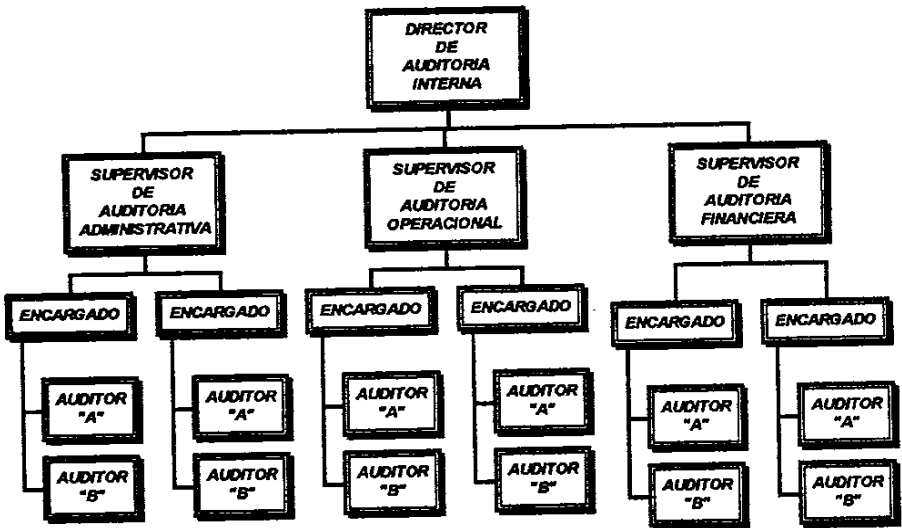 DIRECTOR
DE
AUDITORIA
INTERNA
SUPERVISOR
DE
AUDITORIA
ADMINISTRATIVA
SUPERVISOR
DE
AUDITORIA
OPERACIONAL
SUPERVISOR
DE
AUDITORIA
FINANCIERA
ENCARGADO
ENCARGADO
ENCARGADO
ENCARGADO
ENCARGADO
ENCARGADO
AUDITOR
"A"
AUDITOR
"A"
AUDITOR
"A"
AUDITOR
"A"
AUDITOR
"A"
AUDITOR
"A"
AUDITOR
"B"
AUDITOR
"B"
AUDITOR
"B"
AUDITOR
"B"
AUDITOR
"B"
AUDITOR
"B"